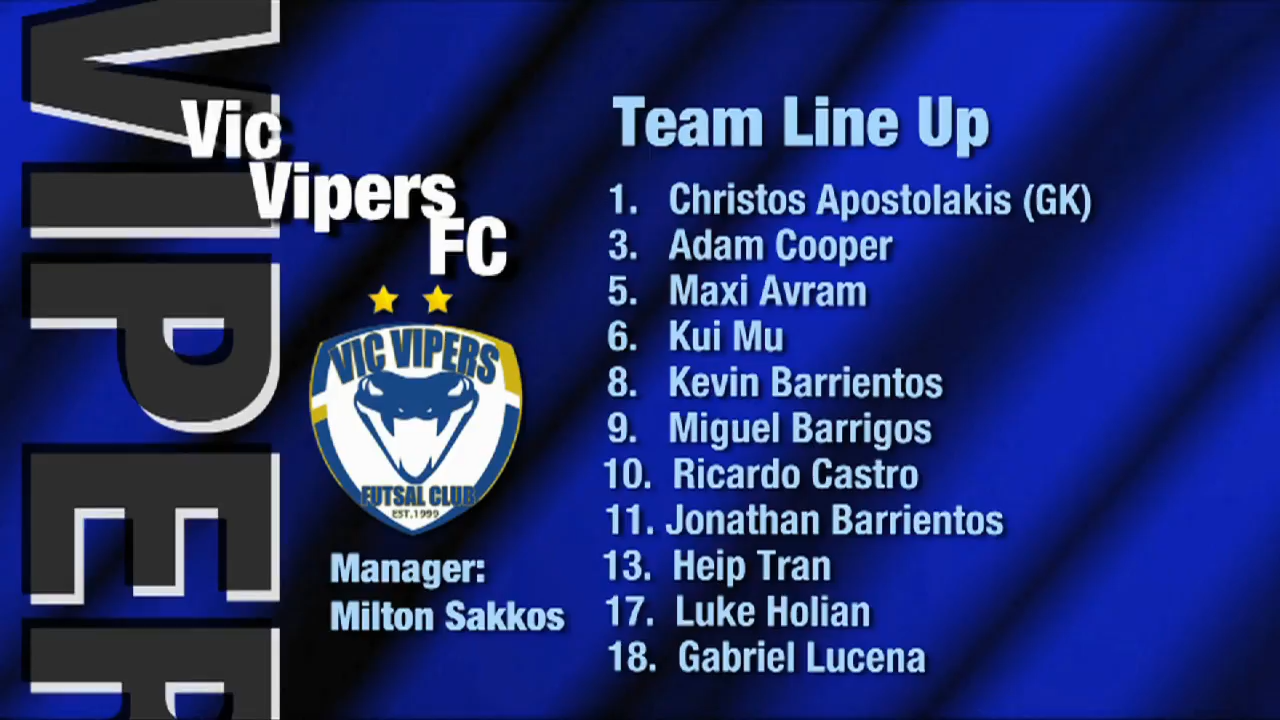 VIPER
Vic
Vipers
FC
VIC VIPERS
FUTSAL CLUB
EST.1999
Manager:
Milton Sakkos
Team Line Up
1. Christos Apostolakis (GK)
3. Adam Cooper
5. Maxi Avram
6. Kui Mu
8. Kevin Barrientos
9. Miguel Barrigos
10. Ricardo Castro
11. Jonathan Barrientos
13. Heip Tran
17. Luke Holian
18. Gabriel Lucena